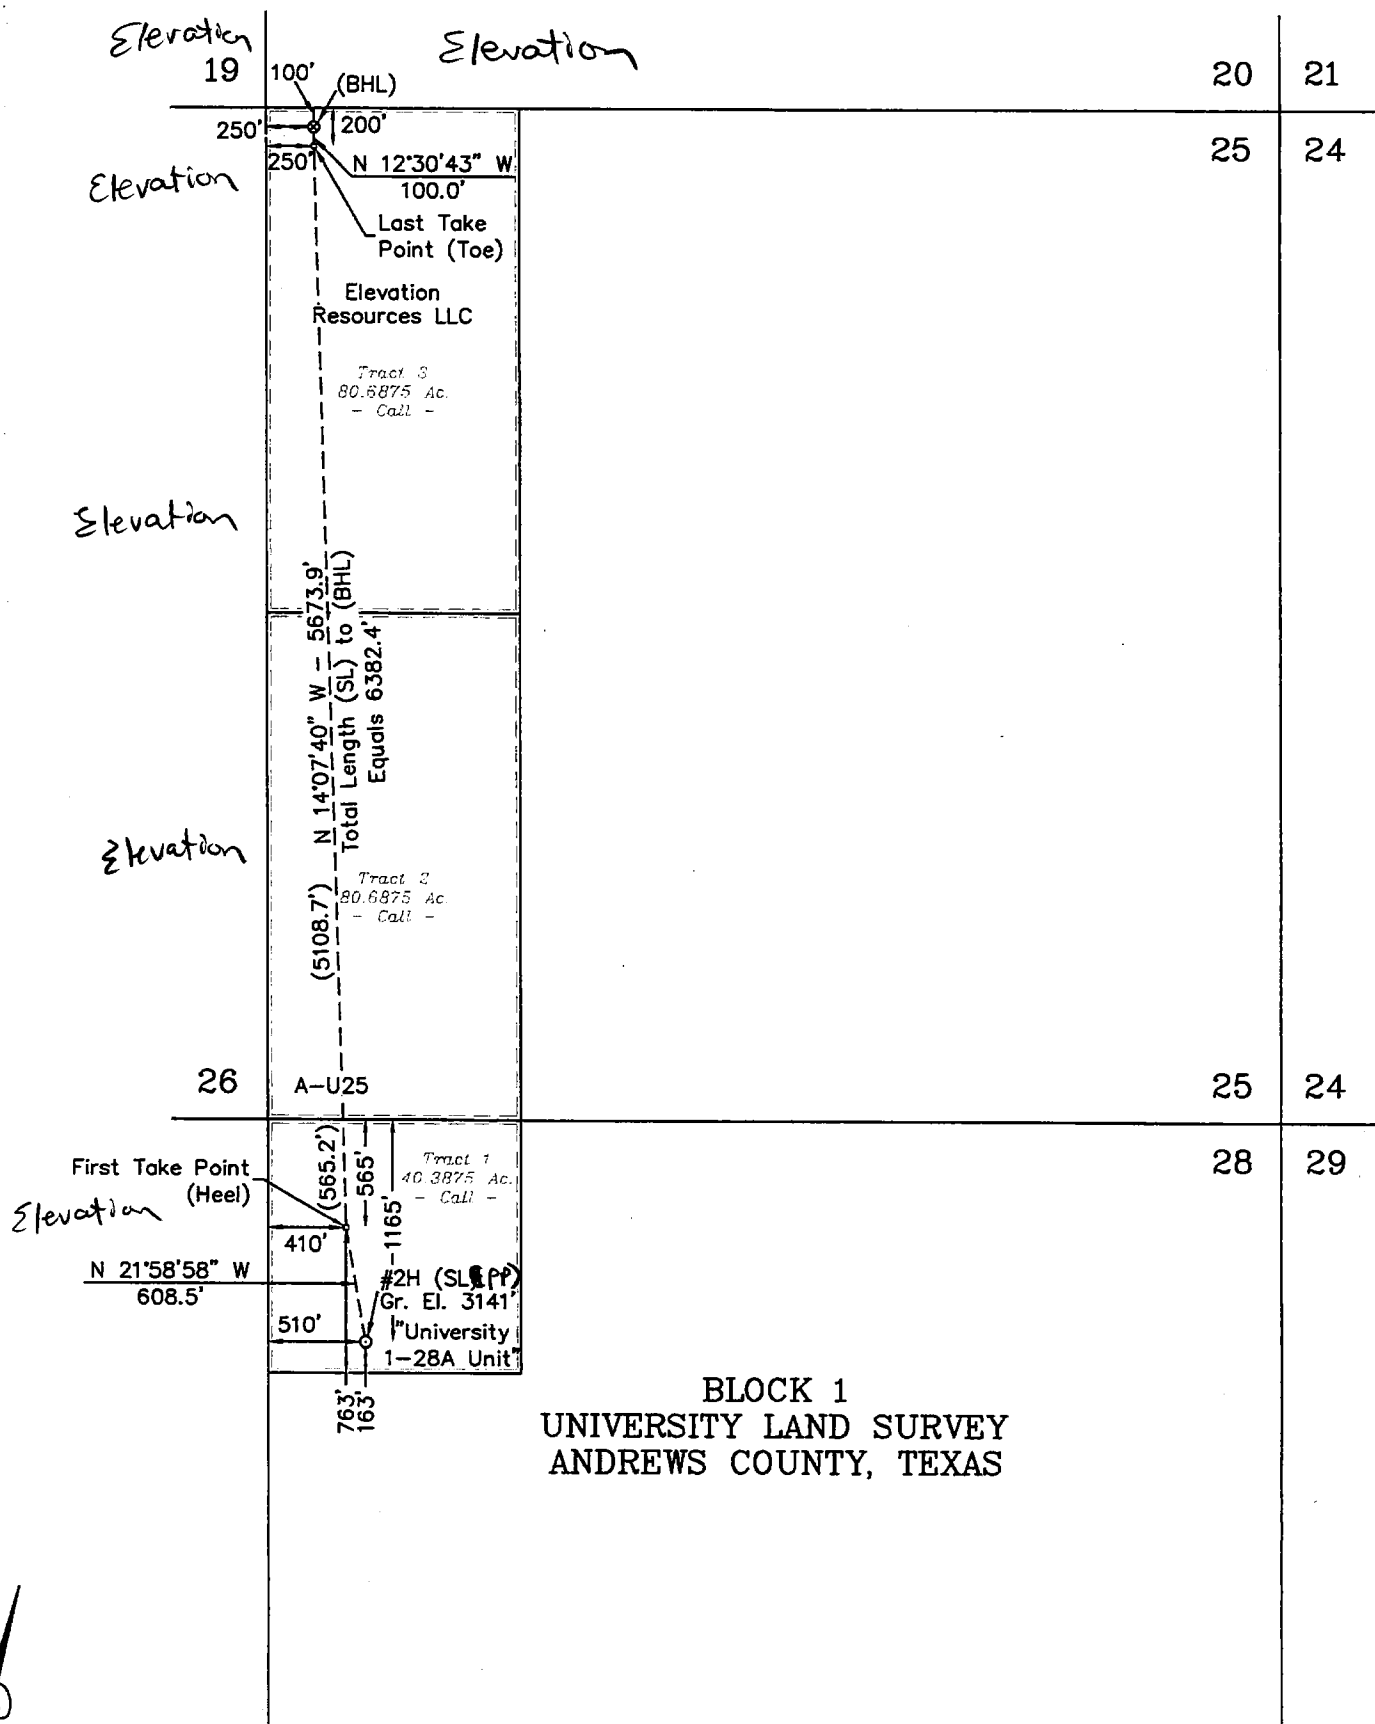 Elevation
Elevation
19
100'
(BHL)
20
21
250'
200'
25
24
250'
N 12°30'43" W
100.0'
Elevation
Last Take
Point (Toe)
Elevation
Resources LLC
Tract 3
80.6875 Ac.
- Call -
Elevation
N 14°07'40" W - 5673.9'
Total Length (SL) to (BHL)
Equals 6382.4'
Elevation
Tract 2
80.6875 Ac.
- Call -
(5108.7')
26
A-U25
25
24
28
29
First Take Point
(Heel)
(565.2')
565'
1165'
Tract 1
40.3875 Ac.
- Call -
Elevation
410'
N 21°58'58" W
608.5'
#2H (SL PP)
Gr. El. 3141'
510'
"University
1-28A Unit"
763'
163'
BLOCK 1
UNIVERSITY LAND SURVEY
ANDREWS COUNTY, TEXAS